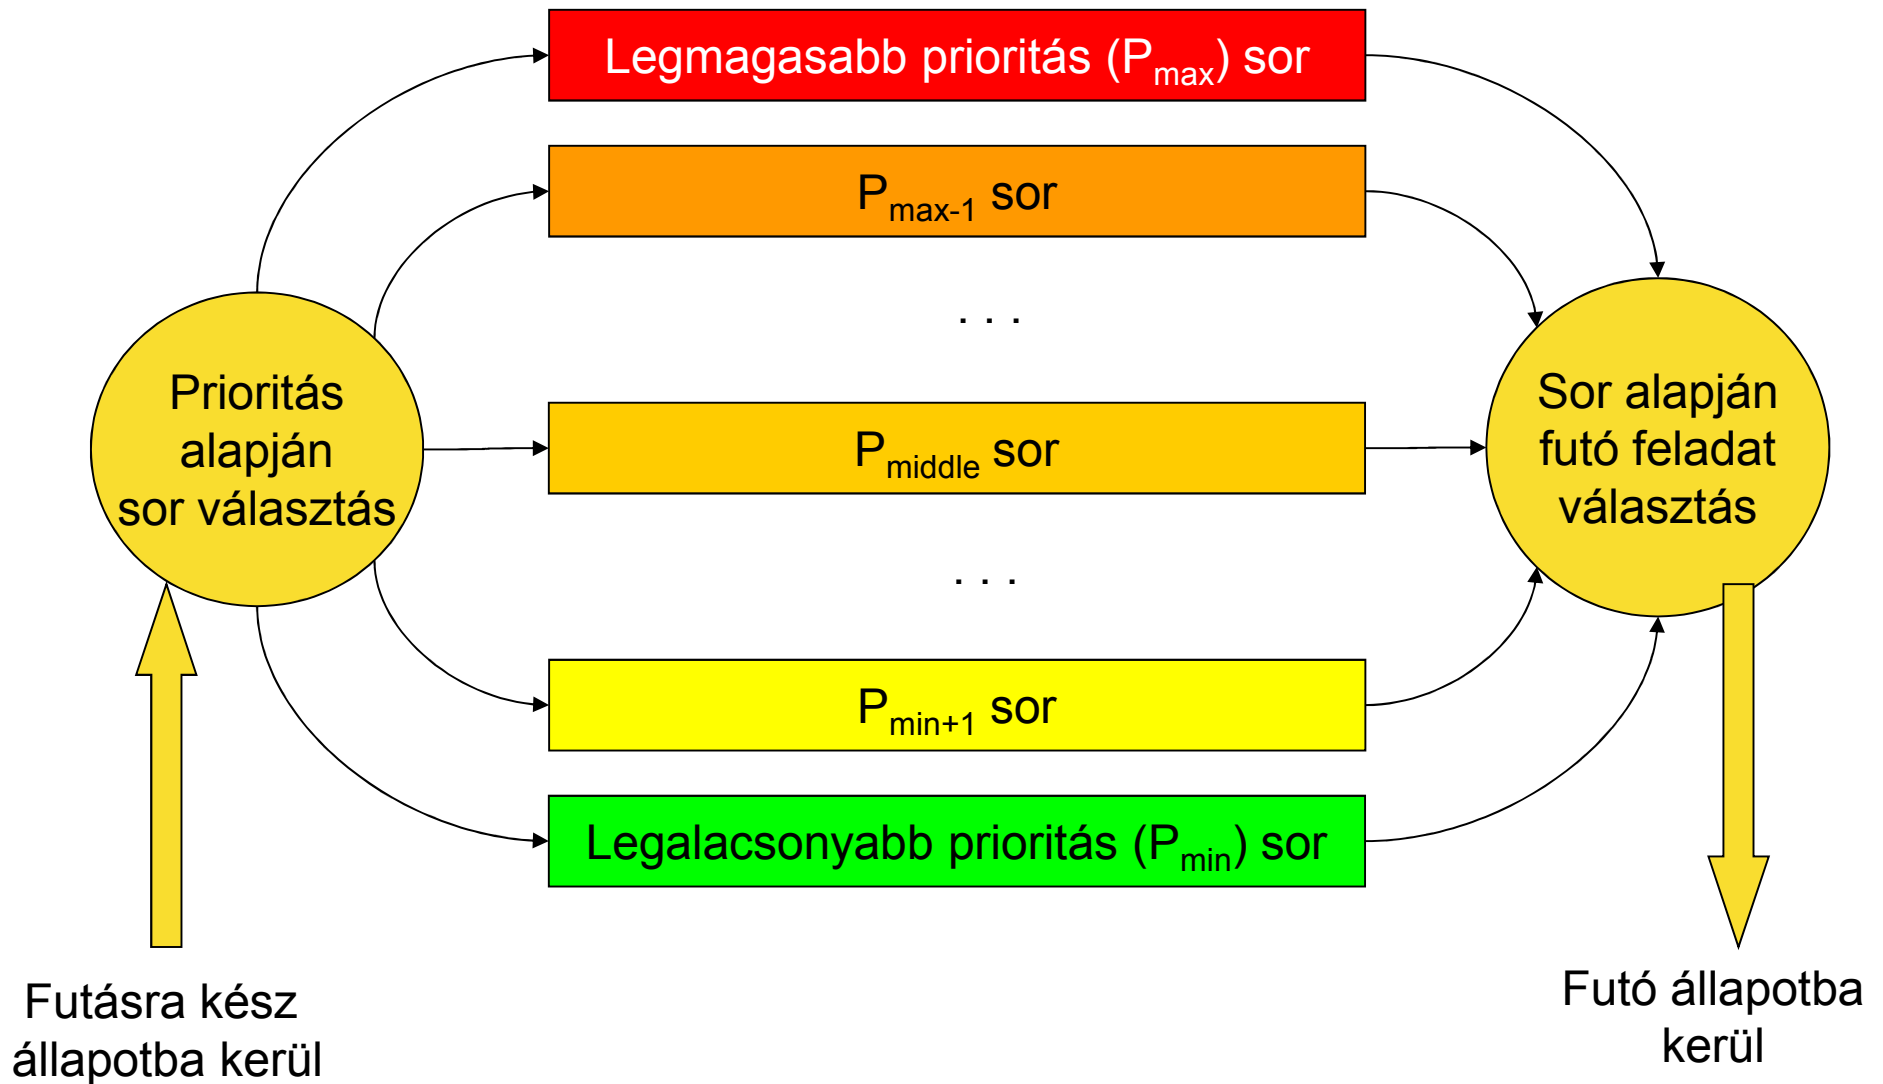 Legmagasabb prioritás (Pmax) sor
Pmax-1 sor
. . .
Prioritás
alapján
sor választás
Pmiddle sor
Sor alapján
futó feladat
választás
. . .
Pmin+1 sor
Legalacsonyabb prioritás (Pmin) sor
Futásra kész
állapotba kerül
Futó állapotba
kerül